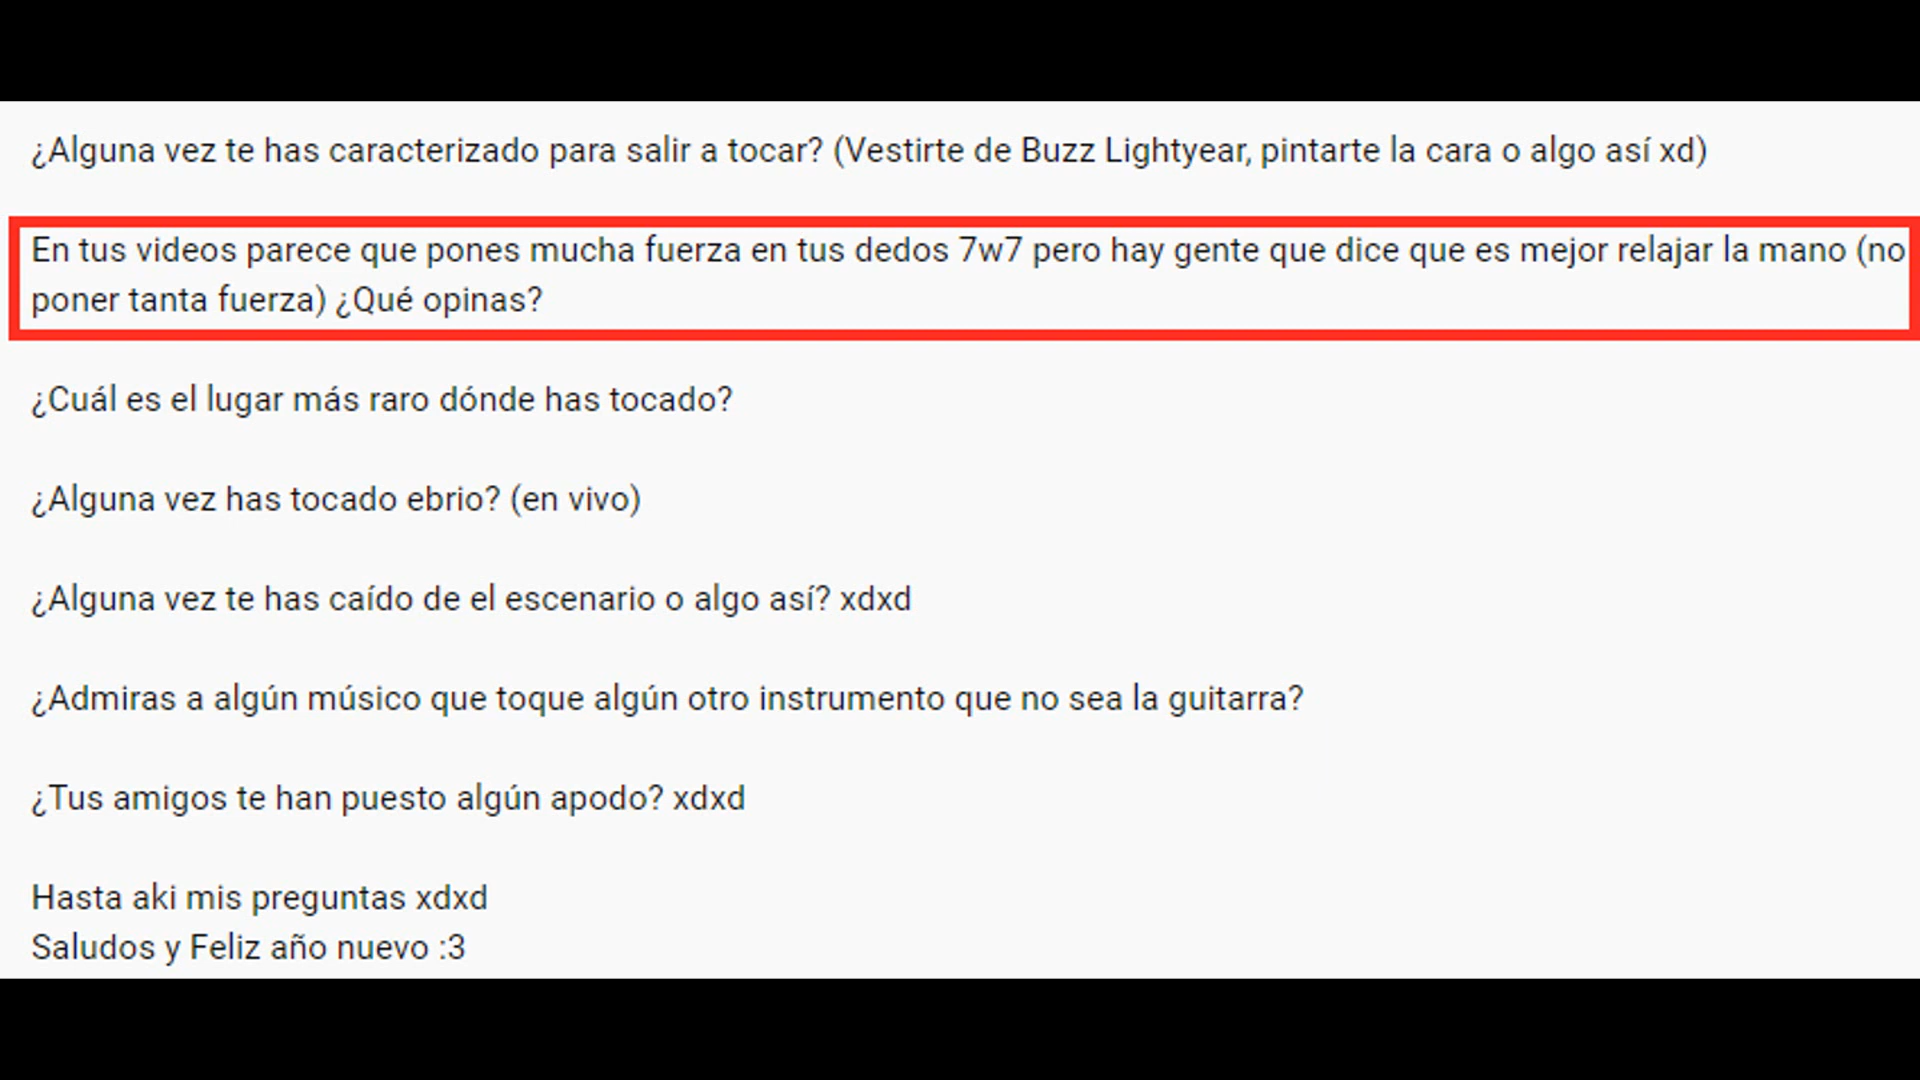 ¿Alguna vez te has caracterizado para salir a tocar? (Vestirte de Buzz Lightyear, pintarte la cara o algo así xd)
En tus videos parece que pones mucha fuerza en tus dedos 7w7 pero hay gente que dice que es mejor relajar la mano (no
poner tanta fuerza) ¿Qué opinas?
¿Cuál es el lugar más raro dónde has tocado?
¿Alguna vez has tocado ebrio? (en vivo)
¿Alguna vez te has caído de el escenario o algo así? xdxd
¿Admiras a algún músico que toque algún otro instrumento que no sea la guitarra?
¿Tus amigos te han puesto algún apodo? xdxd
Hasta aki mis preguntas xdxd
Saludos y Feliz año nuevo :3